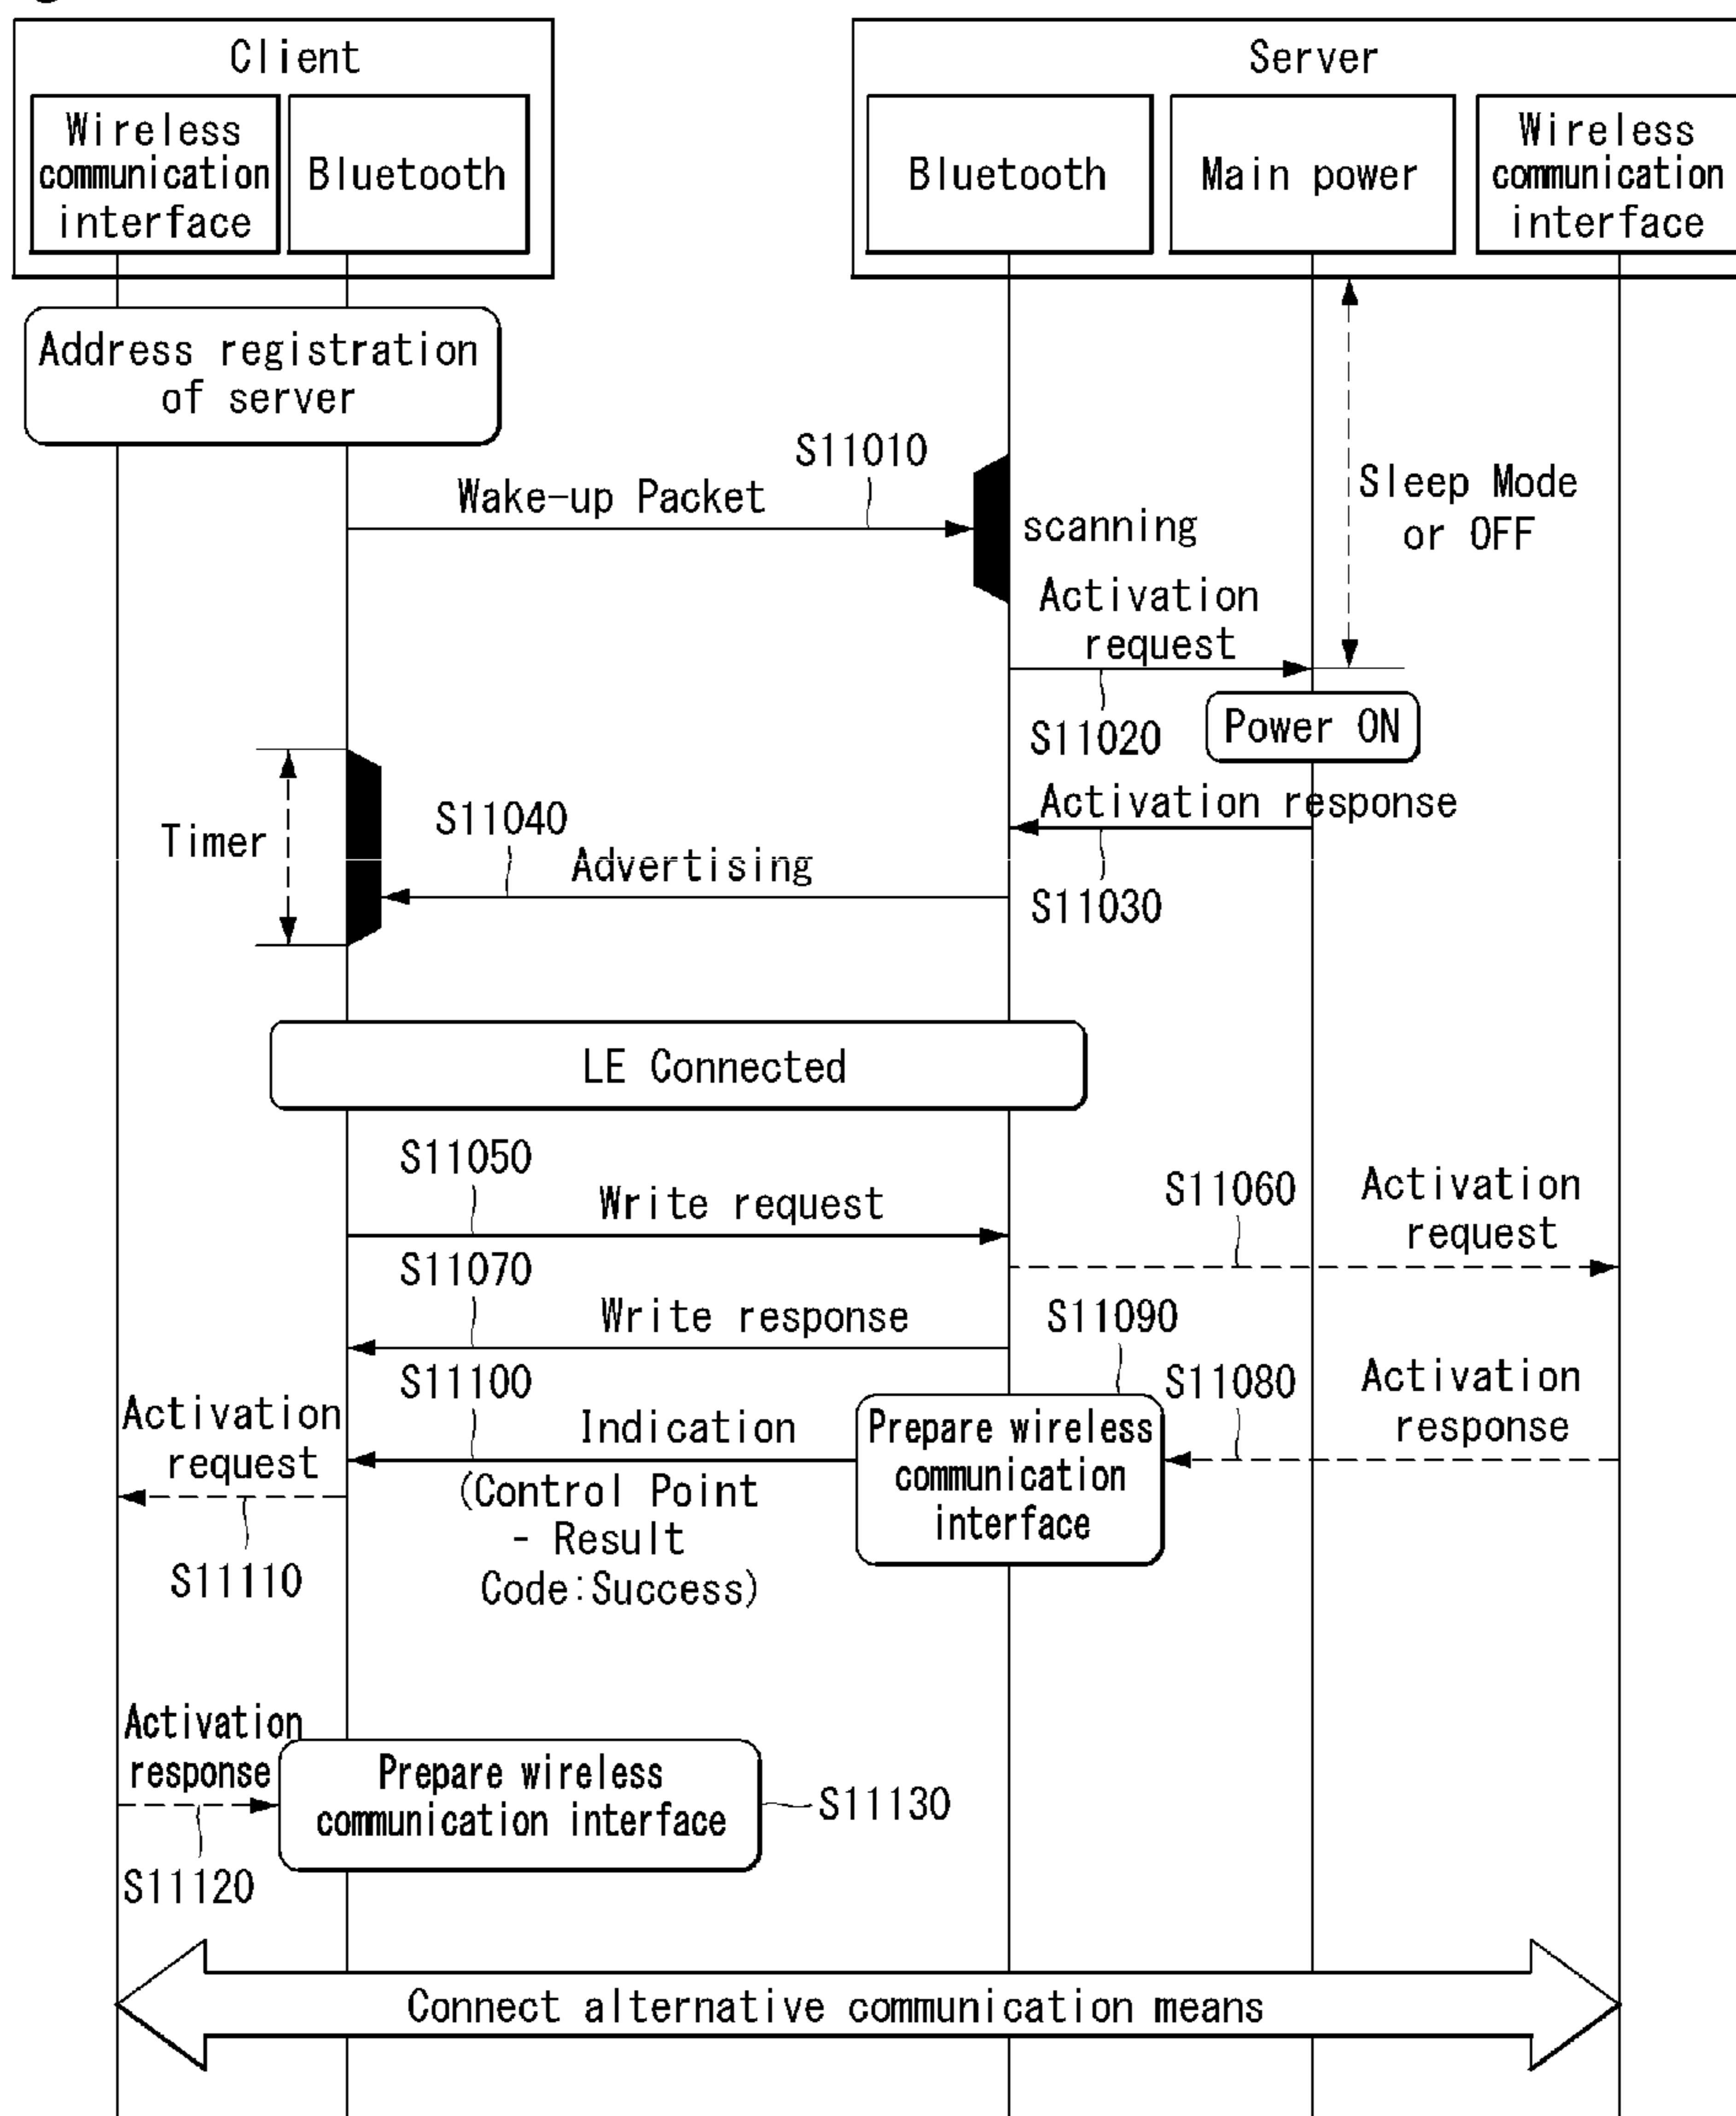 Client
Server
Wireless
communication
interface
Bluetooth
Bluetooth
Main power
Wireless
communication
interface
Address registration
of server
S11010
Wake-up Packet
scanning
Sleep Mode
or OFF
Activation
request
S11020
Power ON
Activation response
S11030
Timer
S11040
Advertising
LE Connected
S11050
Write request
S11060
Activation
request
S11070
Write response
S11090
S11100
S11080
Activation
response
Activation
request
Indication
(Control Point
- Result
Code:Success)
Prepare wireless
communication
interface
S11110
Activation
response
Prepare wireless
communication interface
S11130
S11120
Connect alternative communication means